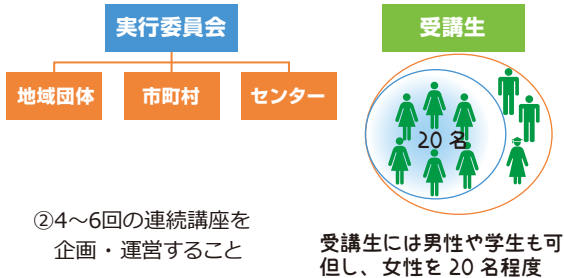 実行委員会
地域団体
市町村
センター
②4～6回の連続講座を
企画・運営すること
受講生
20 名
受講生には男性や学生も可
但し、女性を 20 名程度